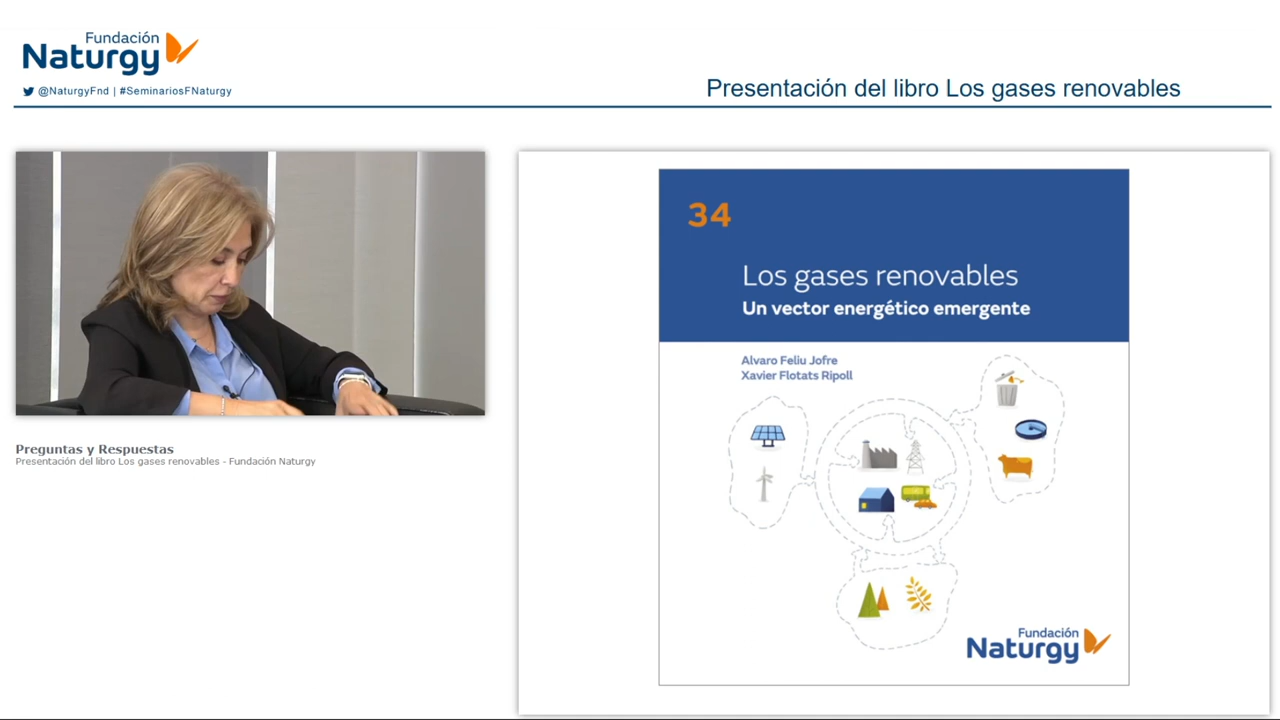 Fundación
Naturgy
@NaturgyFnd | #SeminariosFNaturgy
Presentación del libro Los gases renovables
Preguntas y Respuestas
Presentación del libro Los gases renovables - Fundación Naturgy
34
Los gases renovables
Un vector energético emergente
Alvaro Feliu Jofre
Xavier Flotats Ripoll
Fundación
Naturgy